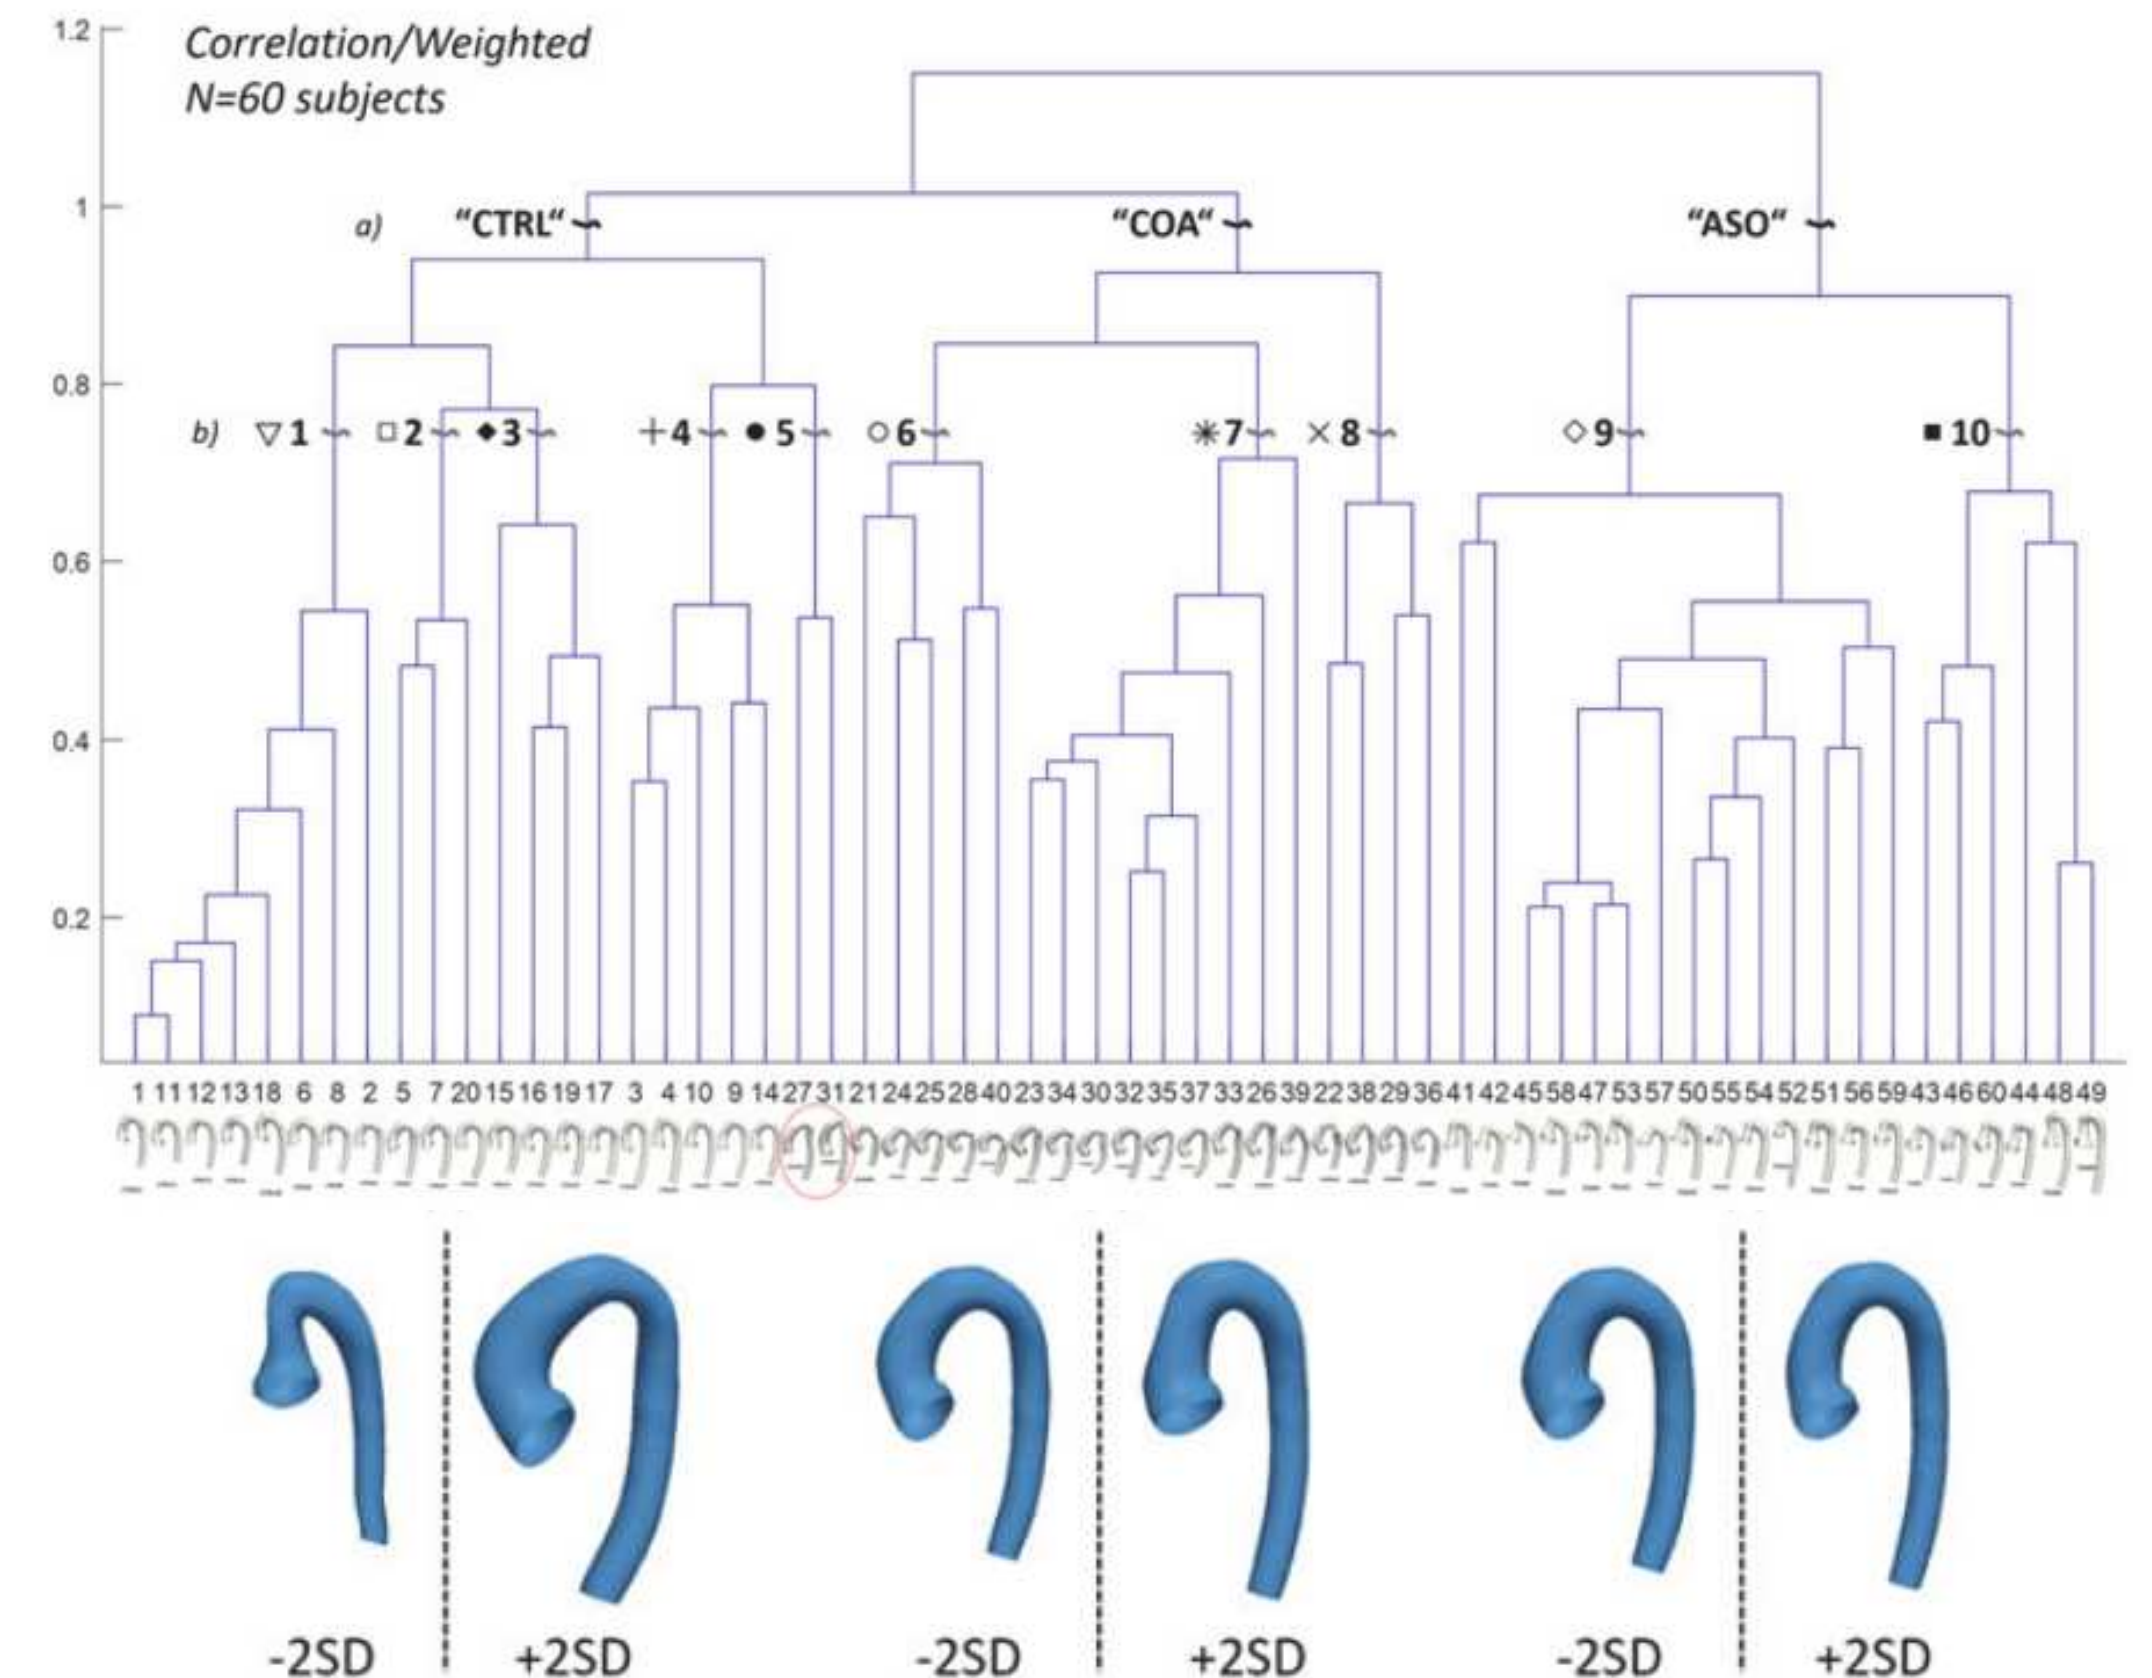 1.2
Correlation/Weighted
N=60 subjects
1
a) “CTRL“ “COA“ “ASO“
0.8
b) ▽ 1 □ 2 ◆ 3 + 4 ● 5 ○ 6 ✳ 7 × 8 ◇ 9 ■ 10
0.6
0.4
0.2
1 11 12 13 18 6 8 2 5 7 20 15 16 19 17 3 4 10 9 14 27 31 21 24 25 28 40 23 34 30 32 35 37 33 26 39 22 38 29 36 41 42 45 58 47 53 57 50 55 54 52 51 56 59 43 46 60 44 48 49
-2SD +2SD -2SD +2SD -2SD +2SD